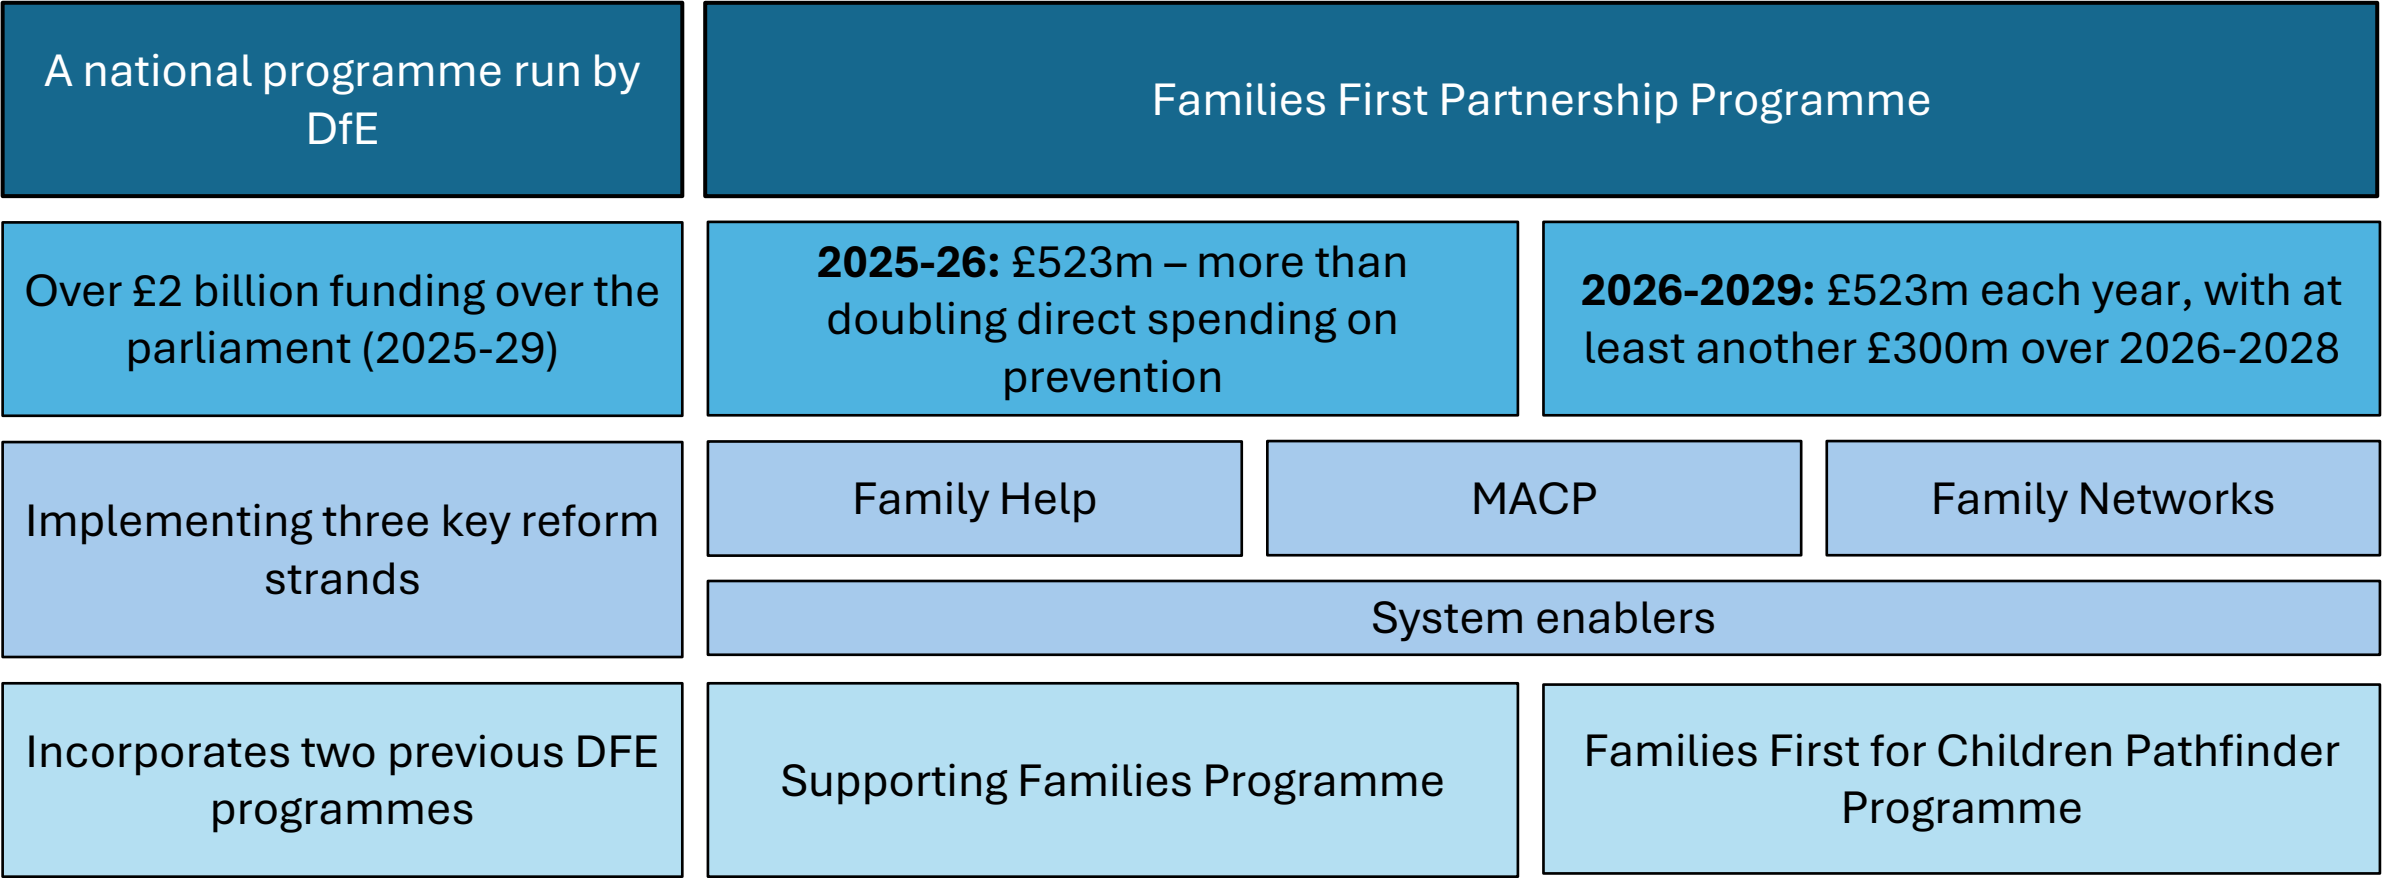 A national programme run by
DfE
Families First Partnership Programme
Over £2 billion funding over the
parliament (2025-29)
2025-26: £523m – more than
doubling direct spending on
prevention
2026-2029: £523m each year, with at
least another £300m over 2026-2028
Implementing three key reform
strands
Family Help
MACP
Family Networks
System enablers
Incorporates two previous DFE
programmes
Supporting Families Programme
Families First for Children Pathfinder
Programme